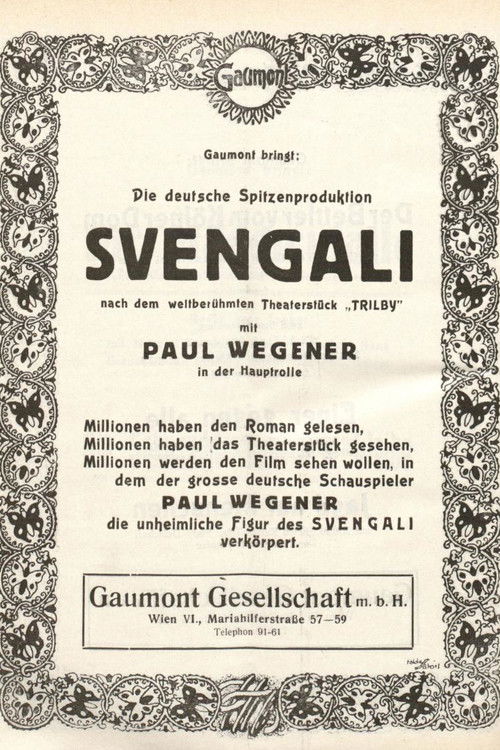 Gaumont
Gaumont bringt:
Die deutsche Spitzenproduktion
SVENGALI
nach dem weltberühmten Theaterstück „TRILBY"
mit
PAUL WEGENER
in der Hauptrolle
Millionen haben den Roman gelesen,
Millionen haben das Theaterstück gesehen,
Millionen werden den Film sehen wollen, in
dem der grosse deutsche Schauspieler
PAUL WEGENER
die unheimliche Figur des SVENGALI
verkörpert.
Gaumont Gesellschaft m. b. H.
Wien VI., Mariahilferstraße 57—59
Telephon 91-61